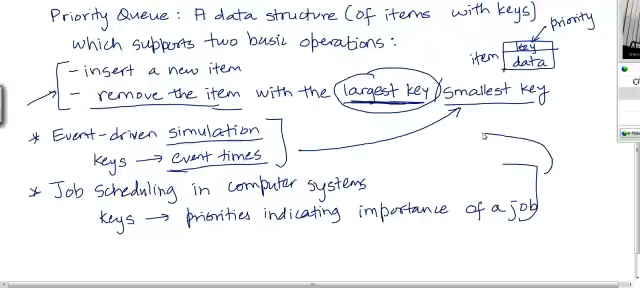 Priority Queue : A data structure (of items with keys)
which supports two basic operations :
priority
item
key
data
- insert a new item
- remove the item with the largest key / smallest key
* Event-driven simulation
keys → event times
* Job scheduling in computer systems
keys → priorities indicating importance of a job